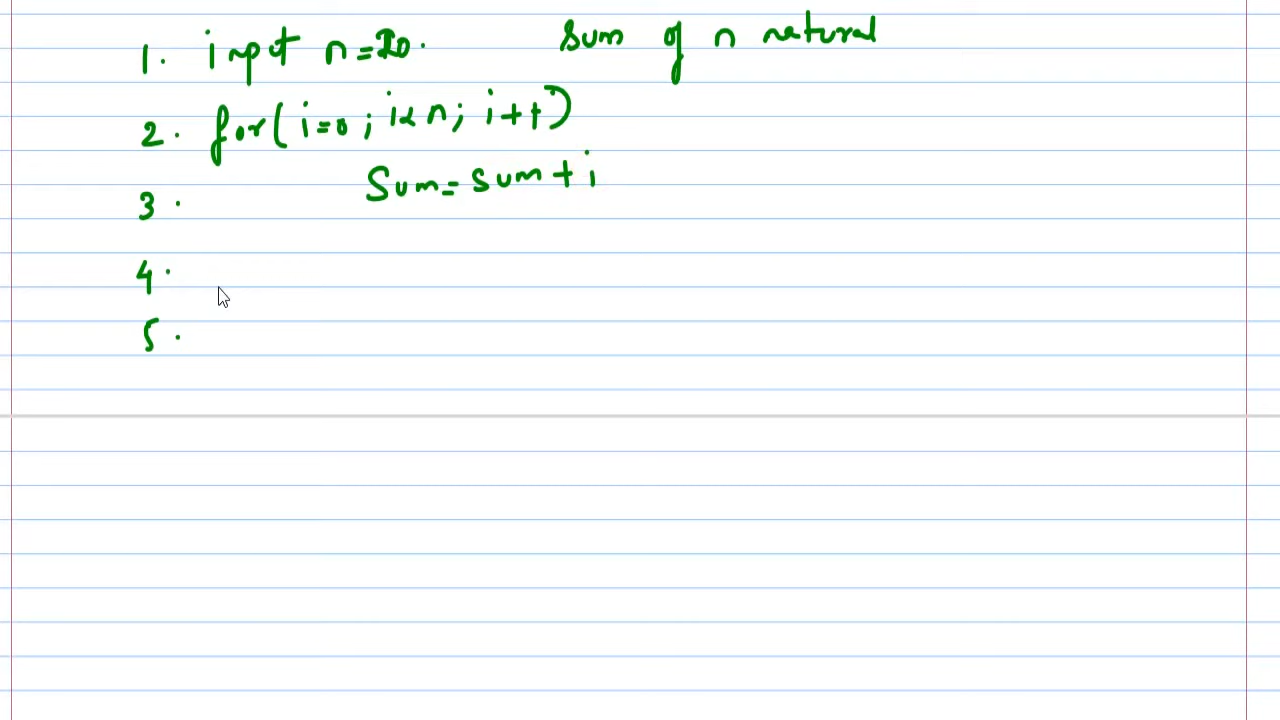 1. input n=20. sum of n natural
2. for(i=0; i<n; i++)
3. Sum=sum+i
4.
5.